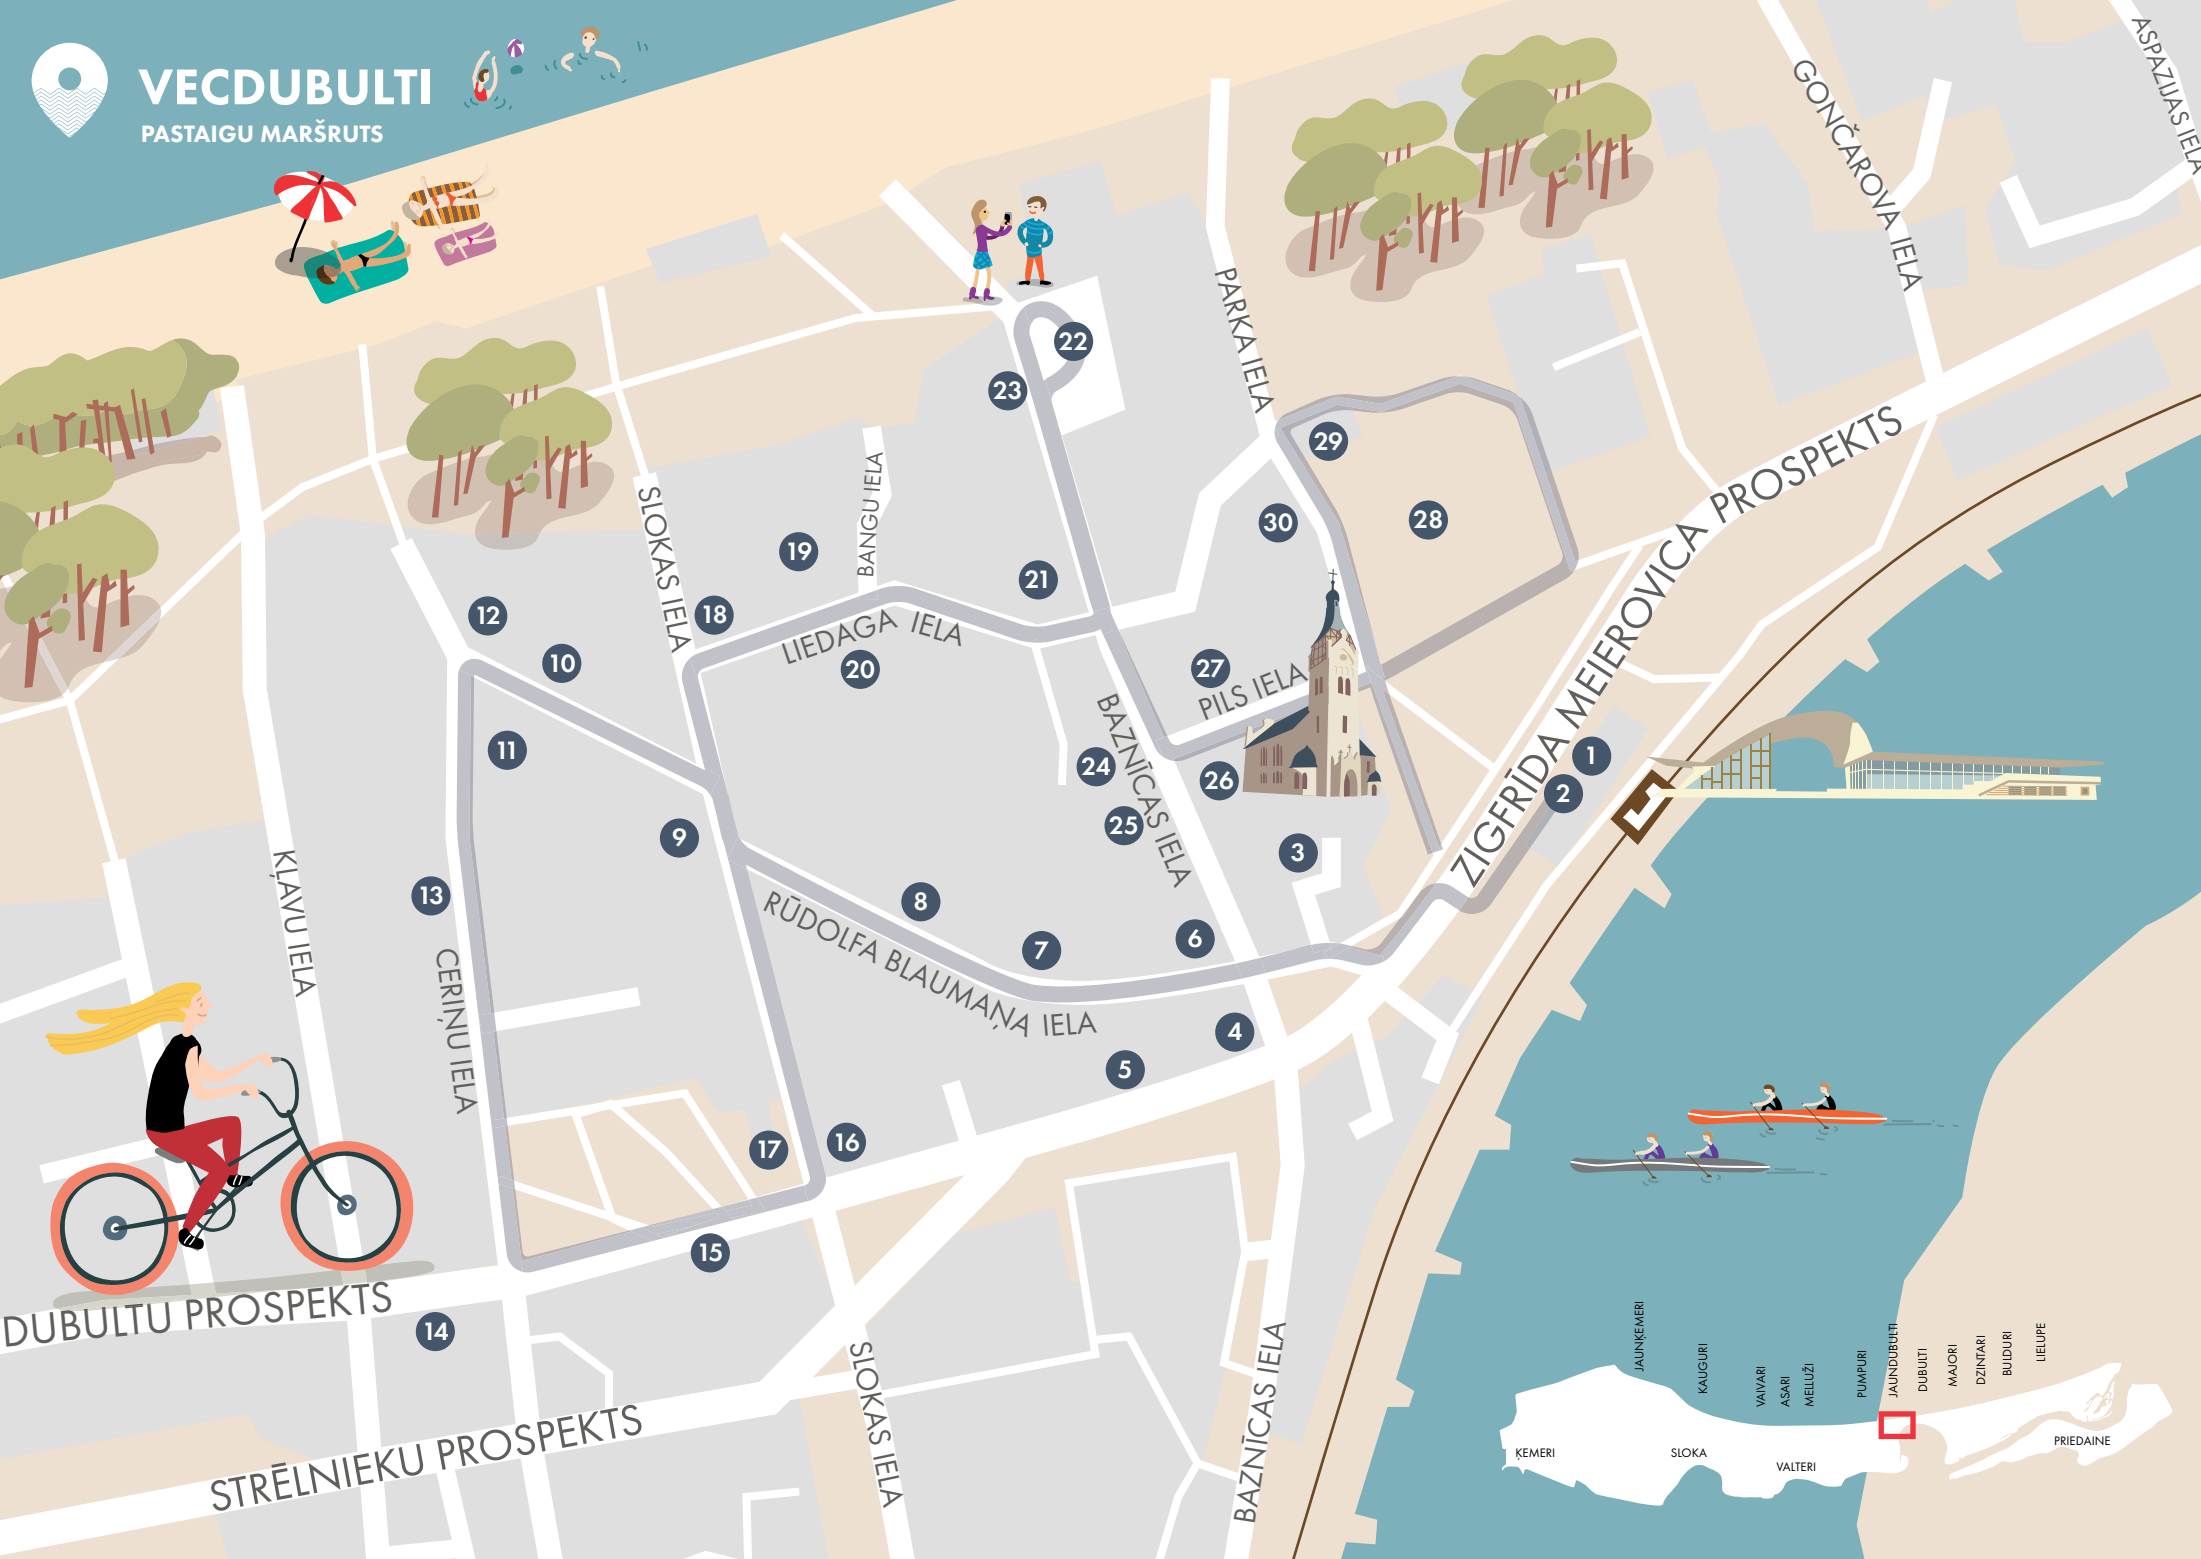 VECDUBULTI
PASTAIGU MARŠRUTS
ASPAZIJAS IELA
GONČAROVA IELA
PARKA IELA
22
23
29
ZIGFRĪDA MEIEROVICA PROSPEKTS
BANGU IELA
SLOKAS IELA
30
28
19
21
12
18
LIEDAGA IELA
10
20
27
PILS IELA
BAZNĪCAS IELA
11
24
26
1
2
25
9
3
KĻAVU IELA
13
8
RŪDOLFA BLAUMAŅA IELA
7
6
CERIŅU IELA
4
5
17
16
15
DUBULTU PROSPEKTS
14
SLOKAS IELA
STRĒLNIEKU PROSPEKTS
BAZNĪCAS IELA
JAUNĶEMERI
KAUGURI
VAIVARI
ASARI
MELLUŽI
PUMPURI
JAUNDUBULTI
DUBULTI
MAJORI
DZINTARI
BULDURI
LIELUPE
ĶEMERI
SLOKA
VALTERI
PRIEDAINE